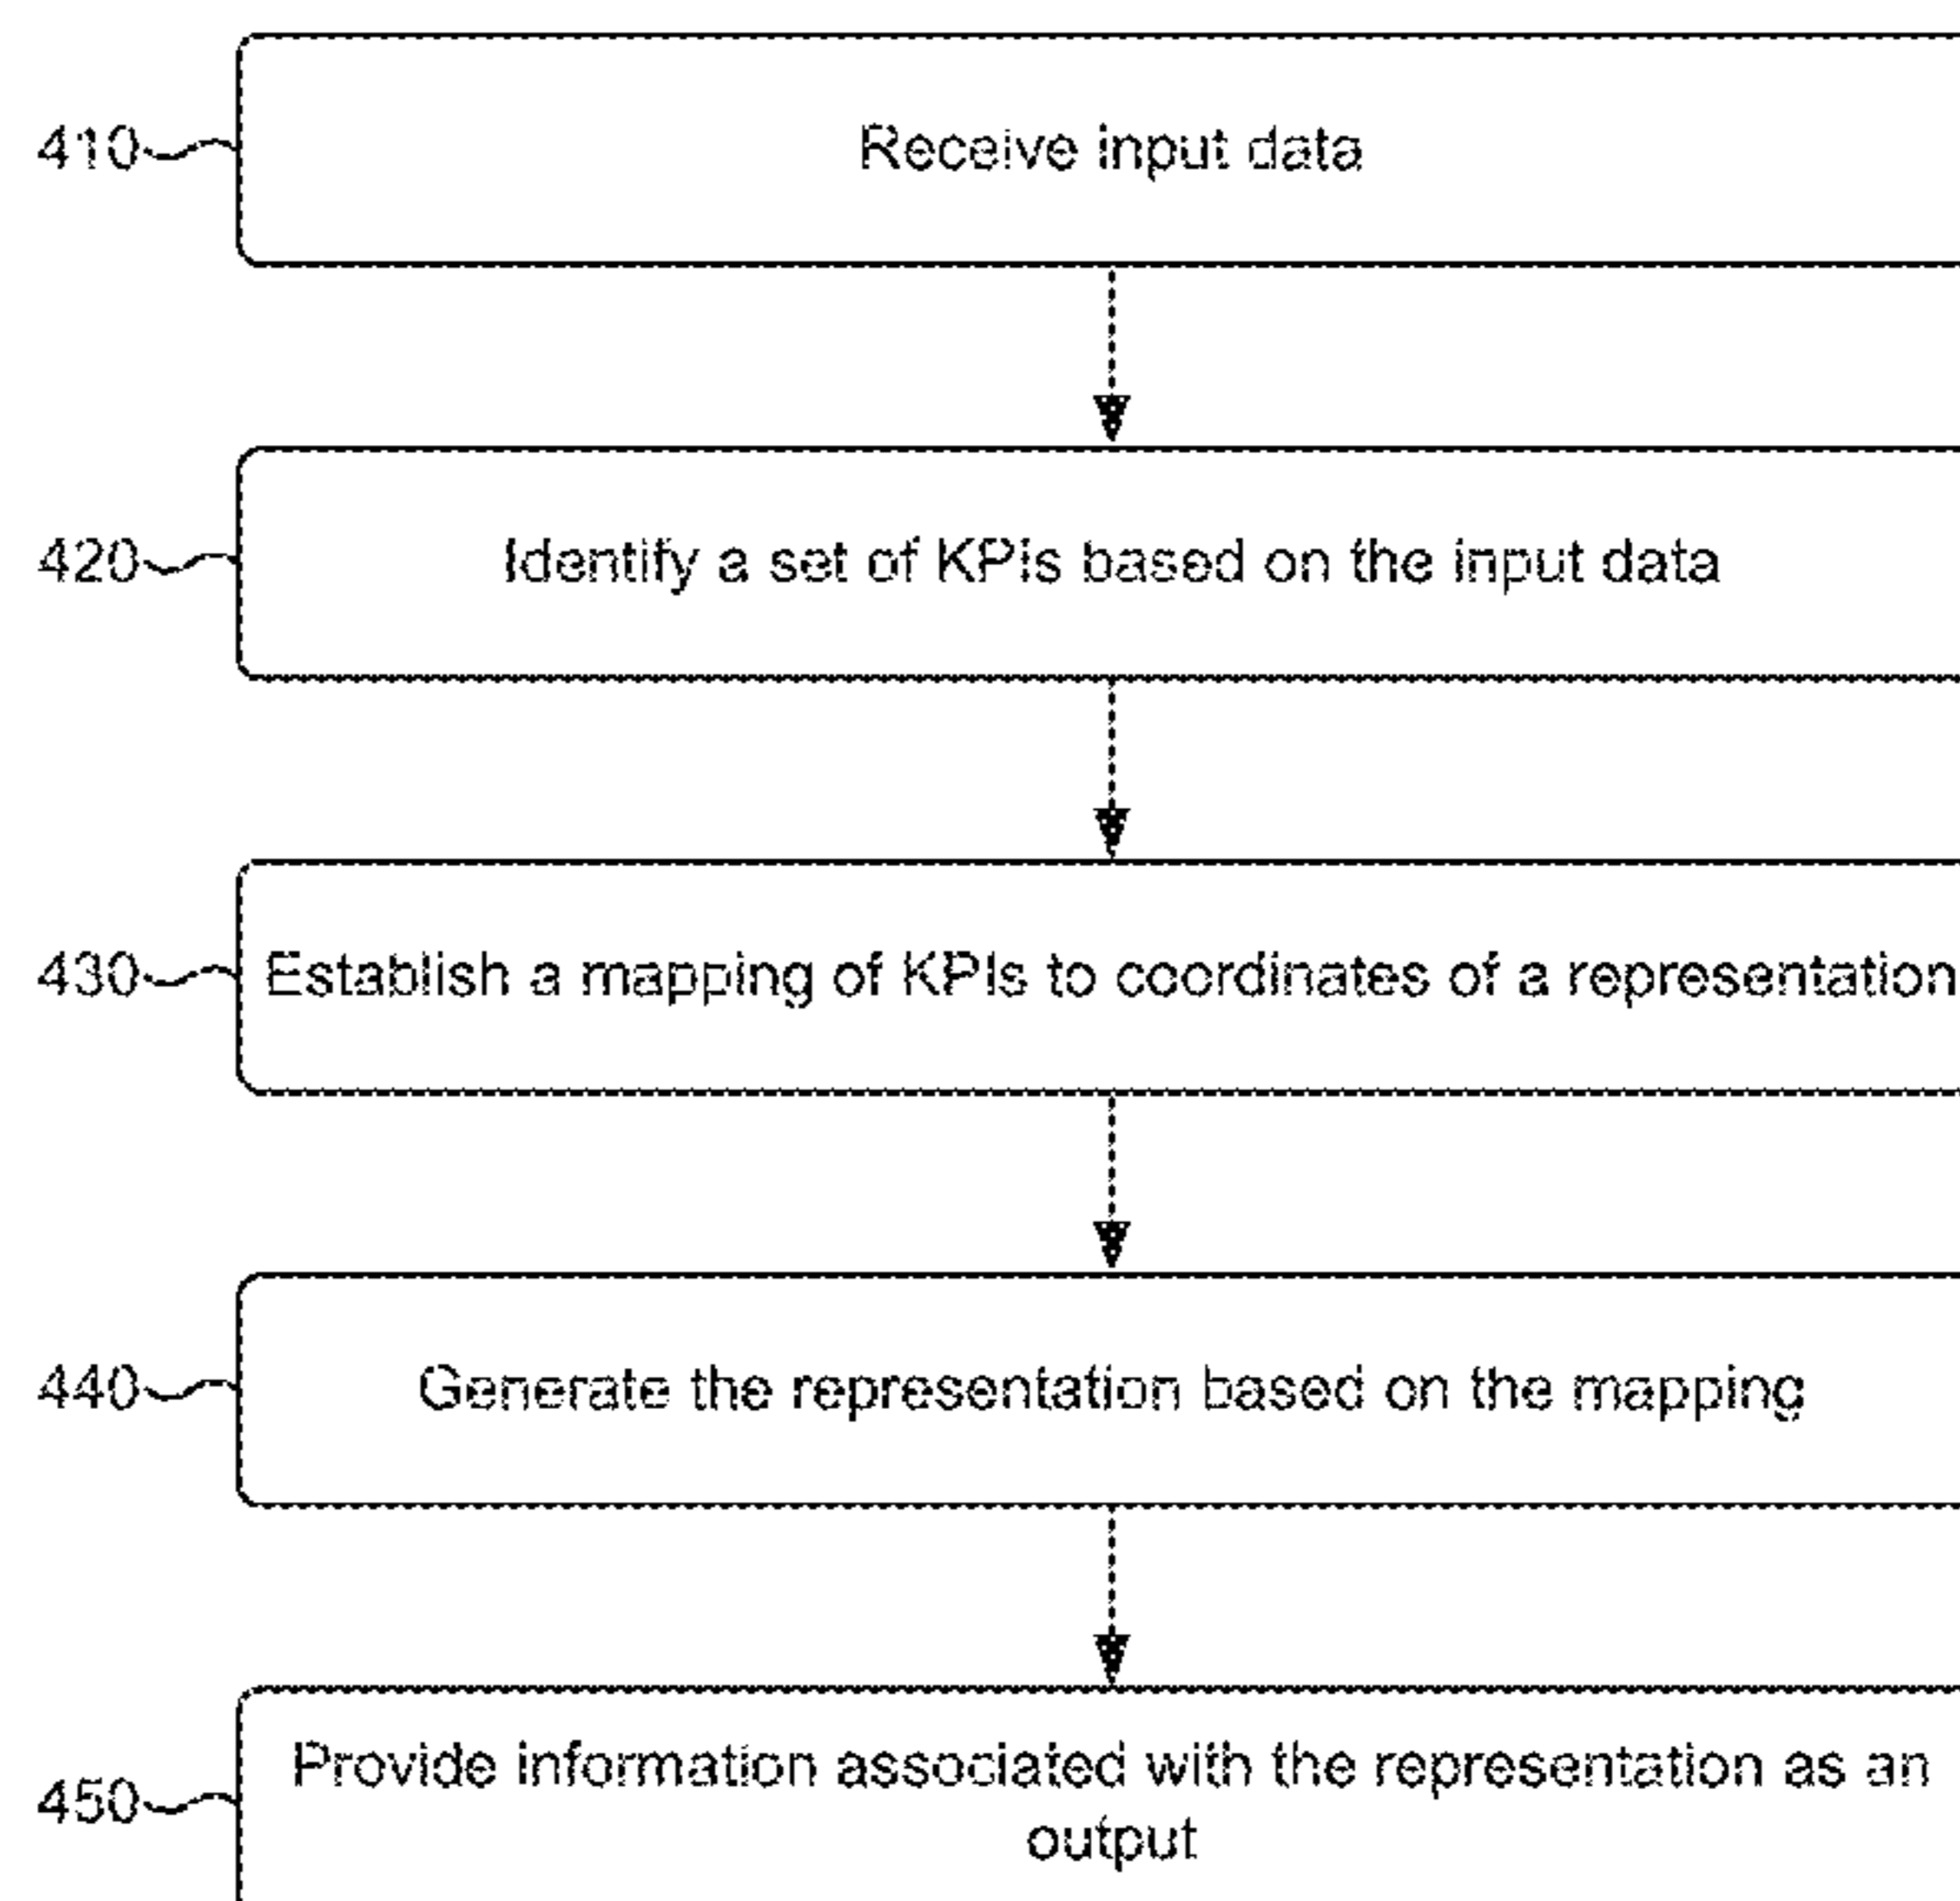 410
Receive input data
420
Identify a set of KPIs based on the input data
430
Establish a mapping of KPIs to coordinates of a representation
440
Generate the representation based on the mapping
450
Provide information associated with the representation as an
output